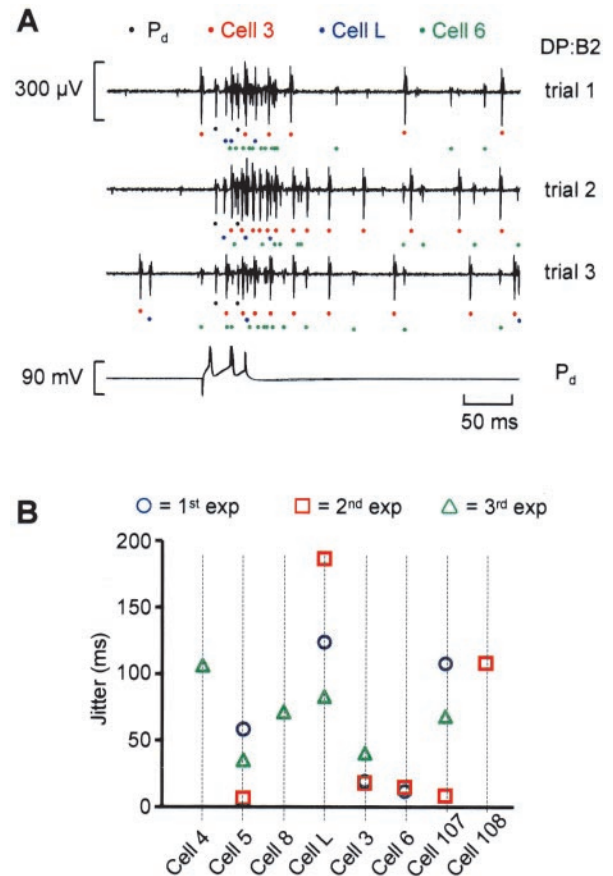 A
P_d Cell 3 Cell L Cell 6
DP:B2
300 µV
trial 1
trial 2
trial 3
90 mV
P_d
50 ms
B
= 1st exp = 2nd exp = 3rd exp
Jitter (ms)
200
150
100
50
0
Cell 4
Cell 5
Cell 8
Cell L
Cell 3
Cell 6
Cell 107
Cell 108